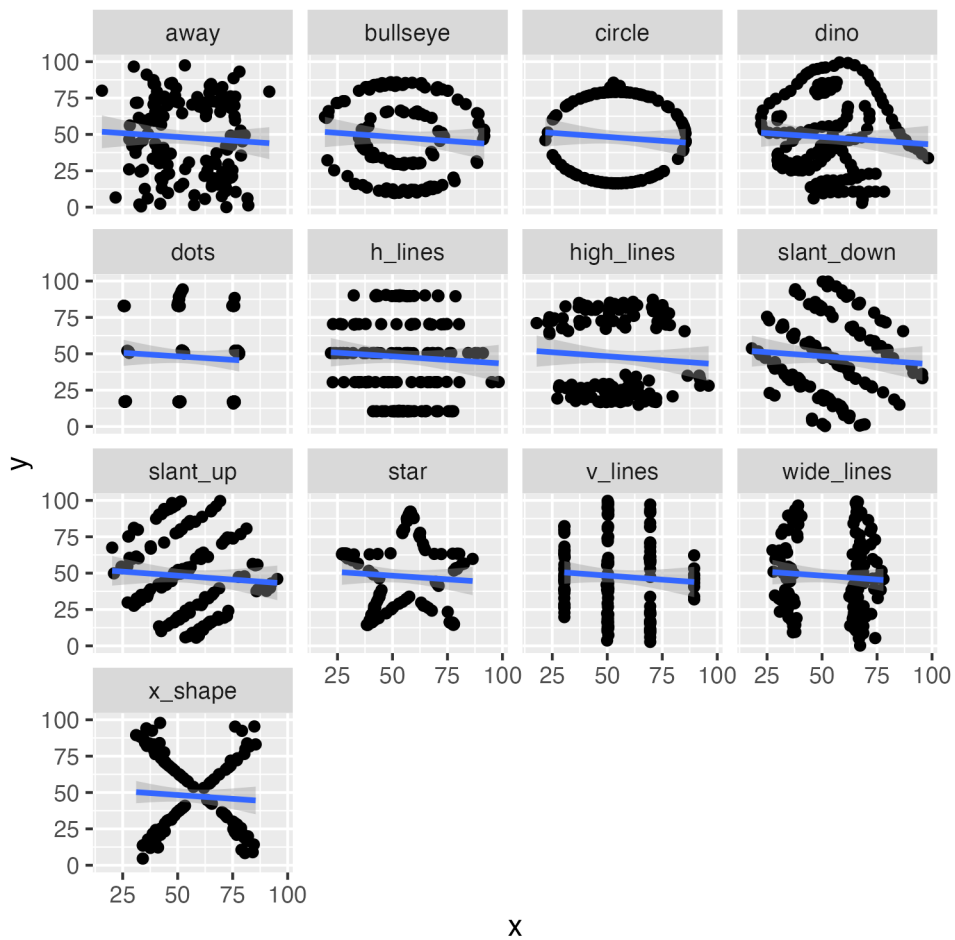 away bullseye circle dino
100
75
50
25
0
dots h_lines high_lines slant_down
100
75
50
25
0
y
slant_up star v_lines wide_lines
100
75
50
25
0
25 50 75 100 25 50 75 100 25 50 75 100
x_shape
100
75
50
25
0
25 50 75 100
x